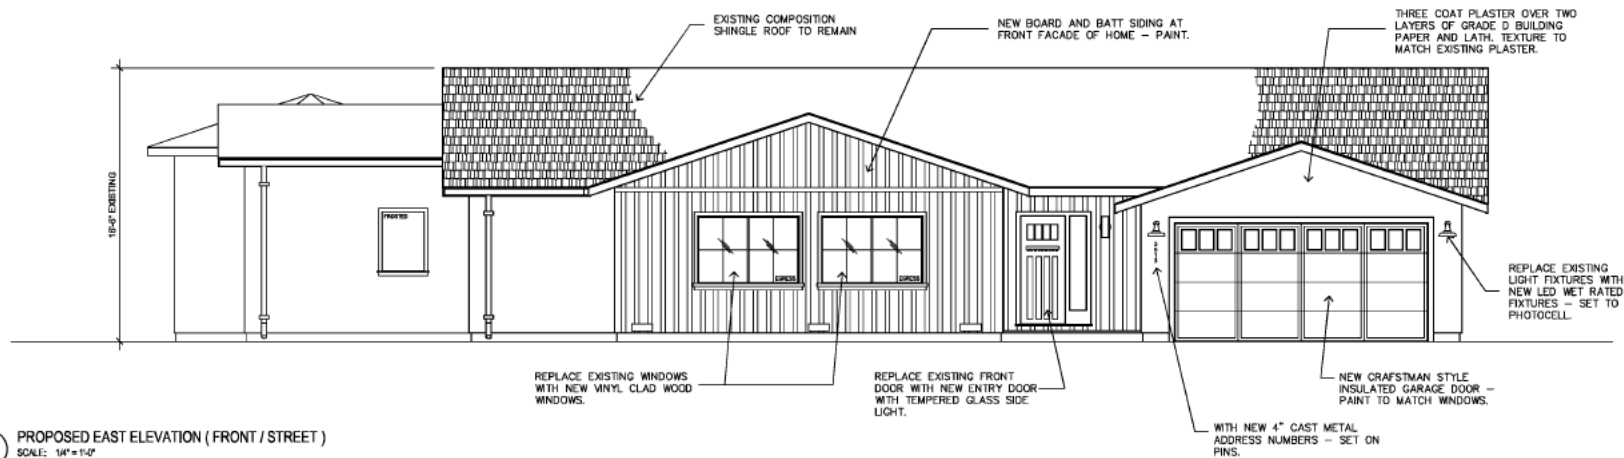 EXISTING COMPOSITION
SHINGLE ROOF TO REMAIN
NEW BOARD AND BATT SIDING AT
FRONT FACADE OF HOME – PAINT.
THREE COAT PLASTER OVER TWO
LAYERS OF GRADE D BUILDING
PAPER AND LATH. TEXTURE TO
MATCH EXISTING PLASTER.
16'-6" EXISTING
FROSTED
EGRESS
EGRESS
REPLACE EXISTING
LIGHT FIXTURES WITH
NEW LED WET RATED
FIXTURES – SET TO
PHOTOCELL.
REPLACE EXISTING WINDOWS
WITH NEW VINYL CLAD WOOD
WINDOWS.
REPLACE EXISTING FRONT
DOOR WITH NEW ENTRY DOOR
WITH TEMPERED GLASS SIDE
LIGHT.
NEW CRAFSTMAN STYLE
INSULATED GARAGE DOOR –
PAINT TO MATCH WINDOWS.
WITH NEW 4" CAST METAL
ADDRESS NUMBERS – SET ON
PINS.
PROPOSED EAST ELEVATION ( FRONT / STREET )
SCALE: 1/4" = 1'-0"